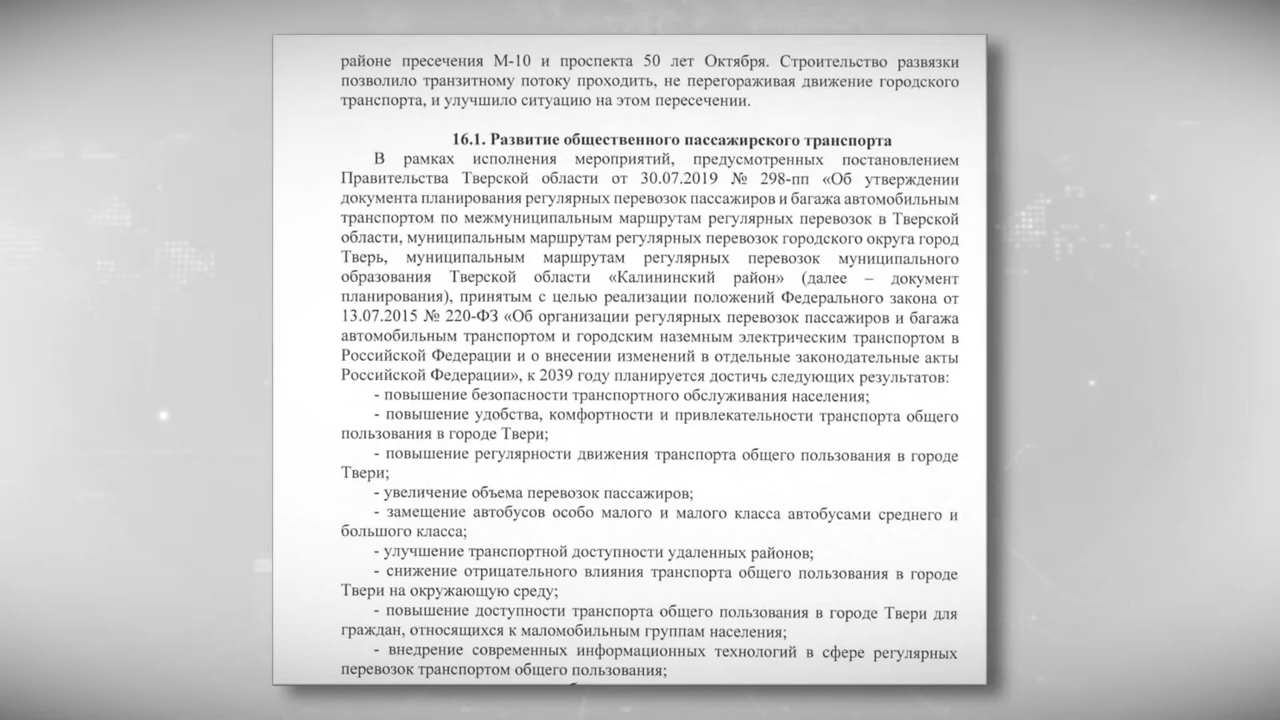 районе пресечения М-10 и проспекта 50 лет Октября. Строительство развязки
позволило транзитному потоку проходить, не перегораживая движение городского
транспорта, и улучшило ситуацию на этом пересечении.
16.1. Развитие общественного пассажирского транспорта
В рамках исполнения мероприятий, предусмотренных постановлением
Правительства Тверской области от 30.07.2019 № 298-пп «Об утверждении
документа планирования регулярных перевозок пассажиров и багажа автомобильным
транспортом по межмуниципальным маршрутам регулярных перевозок в Тверской
области, муниципальным маршрутам регулярных перевозок городского округа город
Тверь, муниципальным маршрутам регулярных перевозок муниципального
образования Тверской области «Калининский район» (далее – документ
планирования), принятым с целью реализации положений Федерального закона от
13.07.2015 № 220-ФЗ «Об организации регулярных перевозок пассажиров и багажа
автомобильным транспортом и городским наземным электрическим транспортом в
Российской Федерации и о внесении изменений в отдельные законодательные акты
Российской Федерации», к 2039 году планируется достичь следующих результатов:
- повышение безопасности транспортного обслуживания населения;
- повышение удобства, комфортности и привлекательности транспорта общего
пользования в городе Твери;
- повышение регулярности движения транспорта общего пользования в городе
Твери;
- увеличение объема перевозок пассажиров;
- замещение автобусов особо малого и малого класса автобусами среднего и
большого класса;
- улучшение транспортной доступности удаленных районов;
- снижение отрицательного влияния транспорта общего пользования в городе
Твери на окружающую среду;
- повышение доступности транспорта общего пользования в городе Твери для
граждан, относящихся к маломобильным группам населения;
- внедрение современных информационных технологий в сфере регулярных
перевозок транспортом общего пользования;